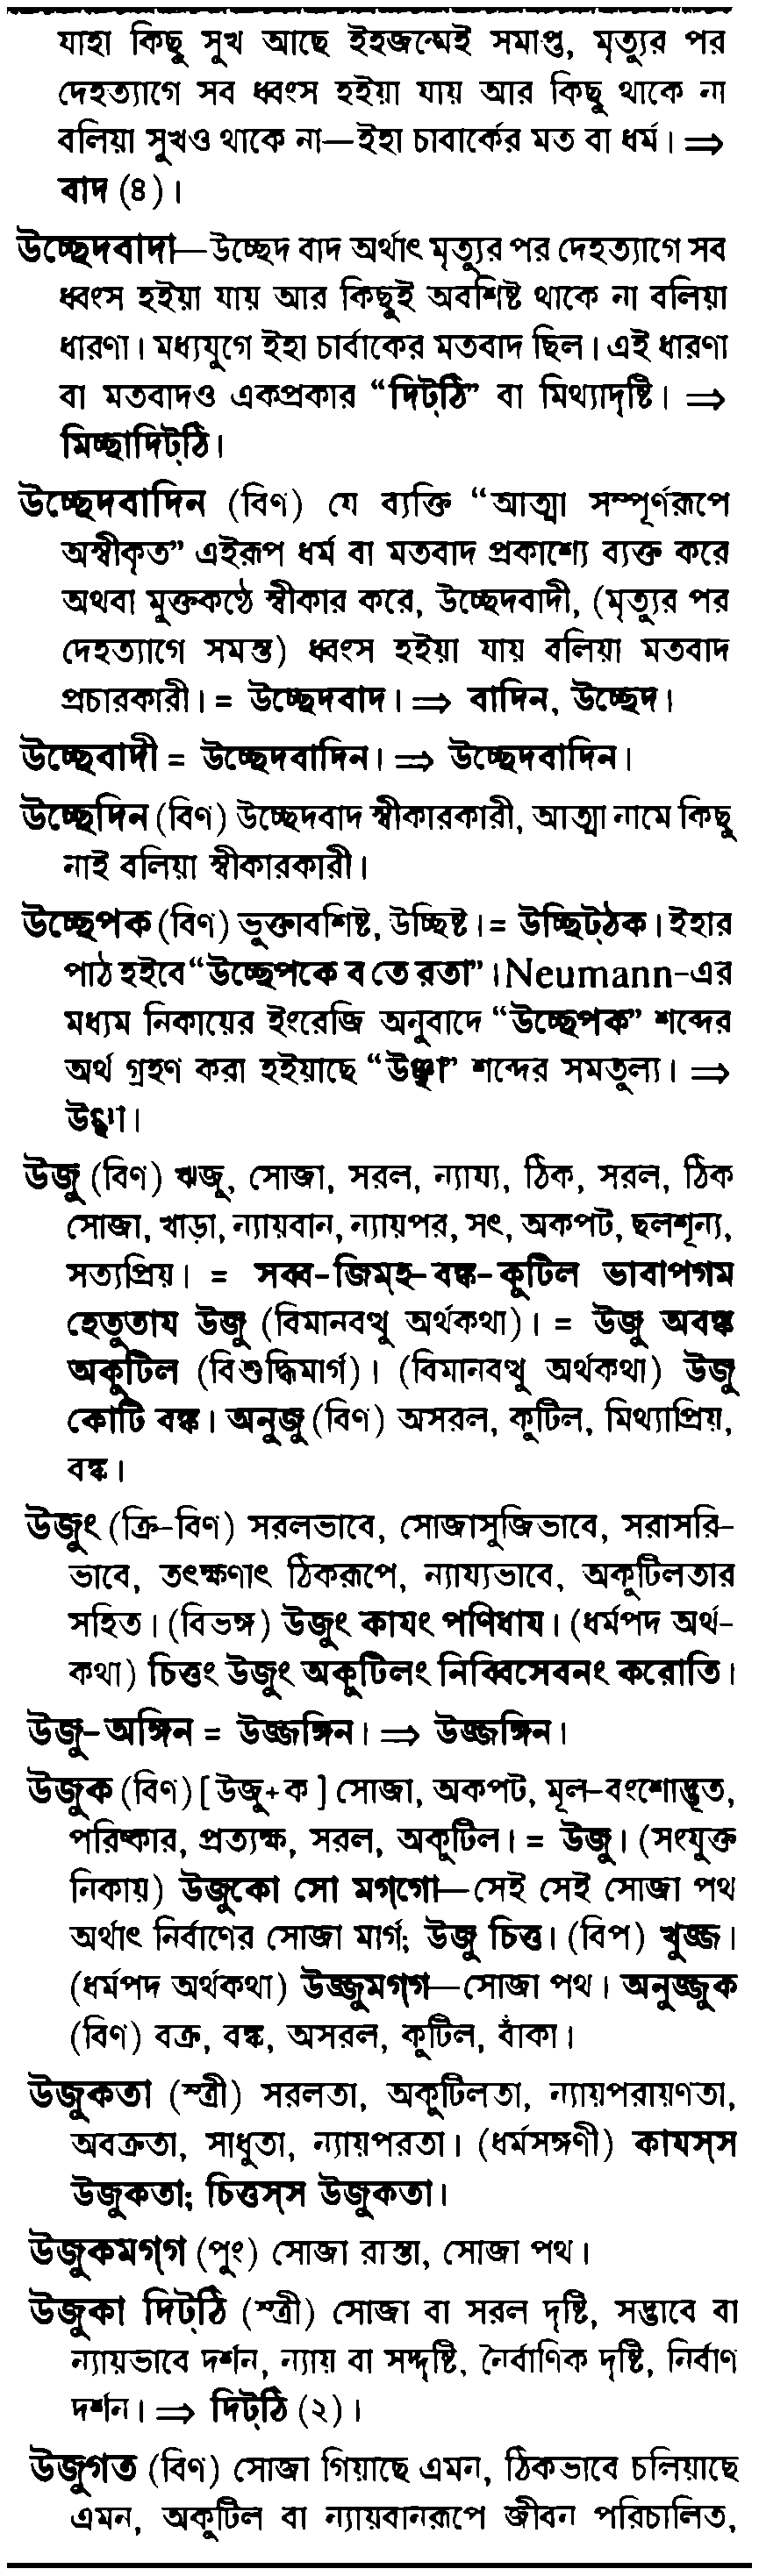 যাহা কিছু সুখ আছে ইহজন্মেই সমাপ্ত, মৃত্যুর পর
দেহত্যাগে সব ধ্বংস হইয়া যায় আর কিছু থাকে না
বলিয়া সুখও থাকে না—ইহা চাবার্কের মত বা ধর্ম। ⇒
বাদ (৪)।
উচ্ছেদবাদা—উচ্ছেদ বাদ অর্থাৎ মৃত্যুর পর দেহত্যাগে সব
ধ্বংস হইয়া যায় আর কিছুই অবশিষ্ট থাকে না বলিয়া
ধারণা। মধ্যযুগে ইহা চার্বাকের মতবাদ ছিল। এই ধারণা
বা মতবাদও একপ্রকার “দিট্ঠি” বা মিথ্যাদৃষ্টি। ⇒
মিচ্ছাদিট্ঠি।
উচ্ছেদবাদিন (বিণ) যে ব্যক্তি “আত্মা সম্পূর্ণরূপে
অস্বীকৃত” এইরূপ ধর্ম বা মতবাদ প্রকাশ্যে ব্যক্ত করে
অথবা মুক্তকণ্ঠে স্বীকার করে, উচ্ছেদবাদী, (মৃত্যুর পর
দেহত্যাগে সমস্ত) ধ্বংস হইয়া যায় বলিয়া মতবাদ
প্রচারকারী। = উচ্ছেদবাদ। ⇒ বাদিন, উচ্ছেদ।
উচ্ছেবাদী = উচ্ছেদবাদিন। ⇒ উচ্ছেদবাদিন।
উচ্ছেদিন (বিণ) উচ্ছেদবাদ স্বীকারকারী, আত্মা নামে কিছু
নাই বলিয়া স্বীকারকারী।
উচ্ছেপক (বিণ) ভুক্তাবশিষ্ট, উচ্ছিষ্ট। = উচ্ছিট্ঠক। ইহার
পাঠ হইবে “উচ্ছেপকে ব তে রতা”। Neumann-এর
মধ্যম নিকায়ের ইংরেজি অনুবাদে “উচ্ছেপক” শব্দের
অর্থ গ্রহণ করা হইয়াছে “উঞ্ছা” শব্দের সমতুল্য। ⇒
উঞ্ছা।
উজু (বিণ) ঋজু, সোজা, সরল, ন্যায্য, ঠিক, সরল, ঠিক
সোজা, খাড়া, ন্যায়বান, ন্যায়পর, সৎ, অকপট, ছলশূন্য,
সত্যপ্রিয়। = সব্ব-জিম্হ-বঙ্ক-কুটিল ভাবাপগম
হেতুতায উজু (বিমানবত্থু অর্থকথা)। = উজু অবঙ্ক
অকুটিল (বিশুদ্ধিমার্গ)। (বিমানবত্থু অর্থকথা) উজু
কোটি বঙ্ক। অনুজু (বিণ) অসরল, কুটিল, মিথ্যাপ্রিয়,
বঙ্ক।
উজুং (ক্রি-বিণ) সরলভাবে, সোজাসুজিভাবে, সরাসরি-
ভাবে, তৎক্ষণাৎ ঠিকরূপে, ন্যায্যভাবে, অকুটিলতার
সহিত। (বিভঙ্গ) উজুং কাযং পণিধায। (ধর্মপদ অর্থ-
কথা) চিত্তং উজুং অকুটিলং নিব্বিসেবনং করোতি।
উজু-অঙ্গিন = উজ্জঙ্গিন। ⇒ উজ্জঙ্গিন।
উজুক (বিণ) [উজু+ক] সোজা, অকপট, মূল-বংশোদ্ভূত,
পরিষ্কার, প্রত্যক্ষ, সরল, অকুটিল। = উজু। (সংযুক্ত
নিকায়) উজুকো সো মগ্গো—সেই সেই সোজা পথ
অর্থাৎ নির্বাণের সোজা মার্গ; উজু চিত্ত। (বিপ) খুজ্জ।
(ধর্মপদ অর্থকথা) উজ্জুমগ্গ—সোজা পথ। অনুজ্জুক
(বিণ) বক্র, বঙ্ক, অসরল, কুটিল, বাঁকা।
উজুকতা (স্ত্রী) সরলতা, অকুটিলতা, ন্যায়পরায়ণতা,
অবক্রতা, সাধুতা, ন্যায়পরতা। (ধর্মসঙ্গণী) কাযস্স
উজুকতা; চিত্তস্স উজুকতা।
উজুকমগ্গ (পুং) সোজা রাস্তা, সোজা পথ।
উজুকা দিট্ঠি (স্ত্রী) সোজা বা সরল দৃষ্টি, সদ্ভাবে বা
ন্যায়ভাবে দর্শন, ন্যায় বা সদ্দৃষ্টি, নৈর্বাণিক দৃষ্টি, নির্বাণ
দর্শন। ⇒ দিট্ঠি (২)।
উজুগত (বিণ) সোজা গিয়াছে এমন, ঠিকভাবে চলিয়াছে
এমন, অকুটিল বা ন্যায়বানরূপে জীবন পরিচালিত,